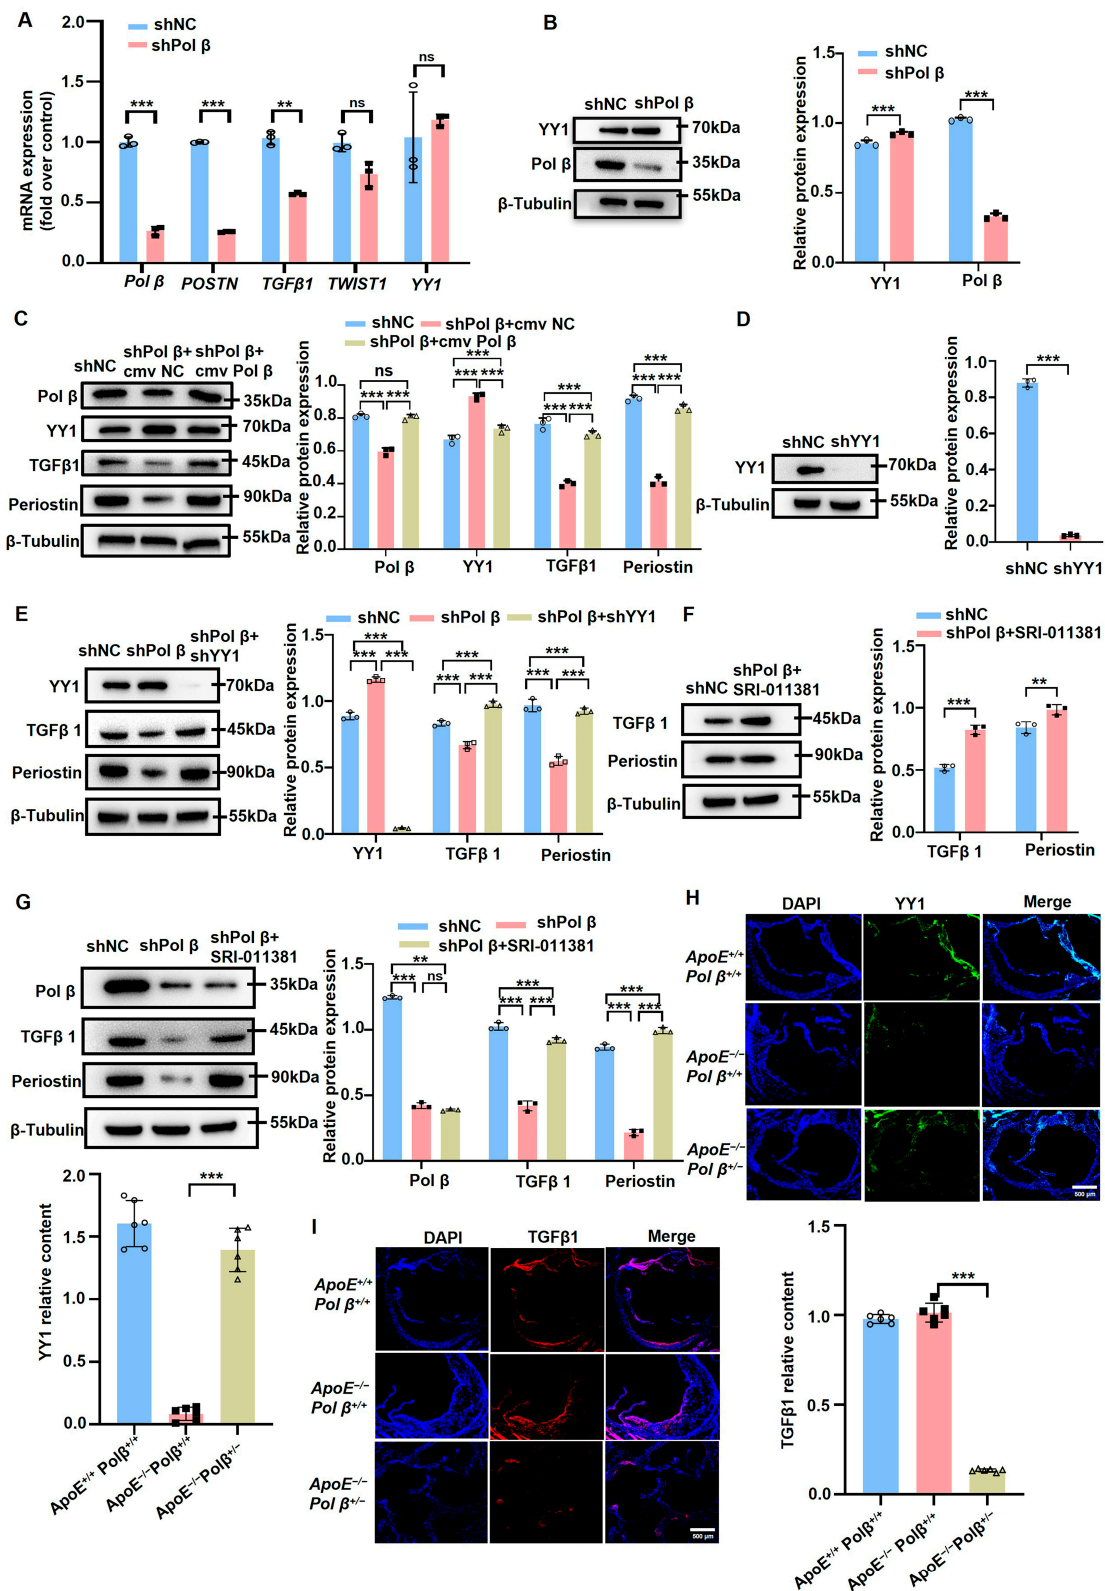 A
2.0
1.5
1.0
0.5
0.0
mRNA expression
(fold over control)
shNC
shPol β
***
***
**
ns
ns
Pol β
POSTN
TGFβ1
TWIST1
YY1
B
shNC
shPol β
YY1
70kDa
Pol β
35kDa
β-Tubulin
55kDa
Relative protein expression
1.5
1.0
0.5
0.0
shNC
shPol β
***
***
YY1
Pol β
C
shNC
shPol β+
cmv NC
shPol β+
cmv Pol β
Pol β
35kDa
YY1
70kDa
TGFβ1
45kDa
Periostin
90kDa
β-Tubulin
55kDa
shNC
shPol β+cmv NC
shPol β+cmv Pol β
Relative protein expression
1.0
0.8
0.6
0.4
0.2
0.0
ns
*** ***
***
*** ***
***
*** ***
***
*** ***
Pol β
YY1
TGFβ1
Periostin
D
shNC
shYY1
YY1
70kDa
β-Tubulin
55kDa
Relative protein expression
1.0
0.8
0.6
0.4
0.2
0.0
***
shNC shYY1
E
shNC
shPol β
shPol β+
shYY1
YY1
70kDa
TGFβ 1
45kDa
Periostin
90kDa
β-Tubulin
55kDa
shNC
shPol β
shPol β+shYY1
Relative protein expression
1.5
1.0
0.5
0.0
***
*** ***
***
*** ***
***
*** ***
YY1
TGFβ 1
Periostin
F
shNC
shPol β+
SRI-011381
TGFβ 1
45kDa
Periostin
90kDa
β-Tubulin
55kDa
shNC
shPol β+SRI-011381
Relative protein expression
1.5
1.0
0.5
0.0
***
**
TGFβ 1
Periostin
G
shNC
shPol β
shPol β+
SRI-011381
Pol β
35kDa
TGFβ 1
45kDa
Periostin
90kDa
β-Tubulin
55kDa
shNC
shPol β
shPol β+SRI-011381
Relative protein expression
1.5
1.0
0.5
0.0
**
*** ns
***
*** ***
***
*** ***
Pol β
TGFβ 1
Periostin
H
DAPI
YY1
Merge
ApoE+/+
Pol β+/+
ApoE−/−
Pol β+/+
ApoE−/−
Pol β+/−
500 μm
YY1 relative content
2.0
1.5
1.0
0.5
0.0
***
ApoE+/+ Polβ+/+
ApoE−/−Polβ+/+
ApoE−/−Polβ+/−
I
DAPI
TGFβ1
Merge
ApoE+/+
Pol β+/+
ApoE−/−
Pol β+/+
ApoE−/−
Pol β+/−
500 μm
TGFβ1 relative content
1.5
1.0
0.5
0.0
***
ApoE+/+ Polβ+/+
ApoE−/− Polβ+/+
ApoE−/−Polβ+/−